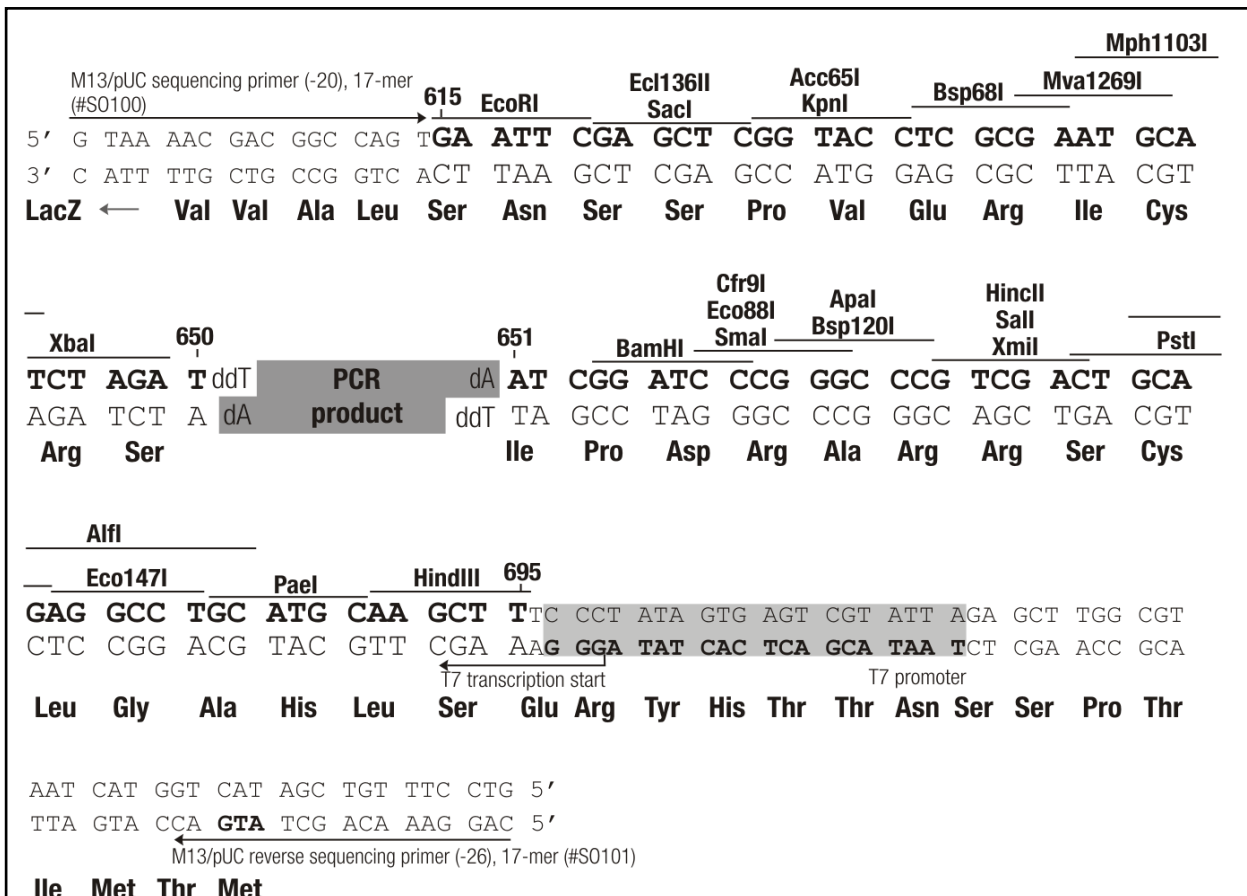 Mph1103I
M13/pUC sequencing primer (-20), 17-mer
(#SO100)
615
EcoRI
Ecl136II
SacI
Acc65I
KpnI
Bsp68I
Mva1269I
5′ G TAAA ACG GACGGCC AGT TGA ATT CGA GCT CGG TAC CTC GCG AAT GCA
3′ C ATTT TGC CTG CCG GTC ACT TAA GCT CGA GCC ATG GAG CGC TTA CGT
LacZ ← Val Val Ala Leu Ser Asn Ser Ser Pro Val Glu Arg Ile Cys
XbaI
650
651
BamHI
Cfr9I
Eco88I
SmaI
ApaI
Bsp120I
HincII
SalI
XmiI
PstI
TCT AGA T ddT PCR dA AT CGG ATC CCG GGC CCG TCG ACT GCA
AGA TCT A dA product ddT TA GCC TAG GGC CCG GGC AGC TGA CGT
Arg Ser Ile Pro Asp Arg Ala Arg Arg Ser Cys
AlfI
Eco147I
PaeI
HindIII
695
GAG GCC TGC ATG CAA GCT TTC CCT ATA GTG AGT CGT ATT AGA GCT TGG CGT
CTC CGG ACG TAC GTT CGA AAG GGA TAT CAC TCA GCA TAAT CT CGAA ACC GCA
T7 transcription start
T7 promoter
Leu Gly Ala His Leu Ser Glu Arg Tyr His Thr Thr Asn Ser Ser Pro Thr
AAT CAT GGT CAT AGC TGT TTC CTG 5′
TTA GTA CCA GTA TCG ACA AAG GAC 5′
M13/pUC reverse sequencing primer (-26), 17-mer (#SO101)
Ile Met Thr Met